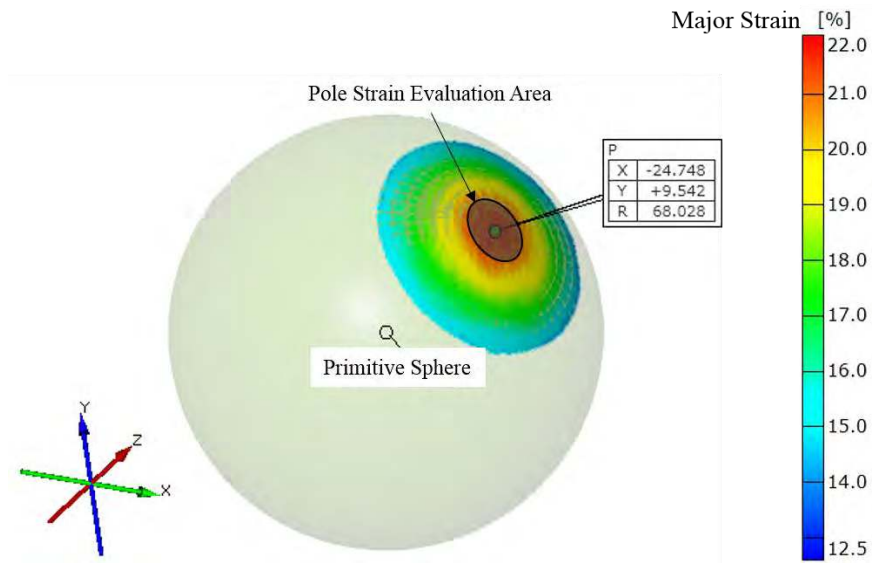 Major Strain [%]
22.0
21.0
20.0
19.0
18.0
17.0
16.0
15.0
14.0
12.5
Pole Strain Evaluation Area
P
X -24.748
Y +9.542
R 68.028
Primitive Sphere
Y
Z
X